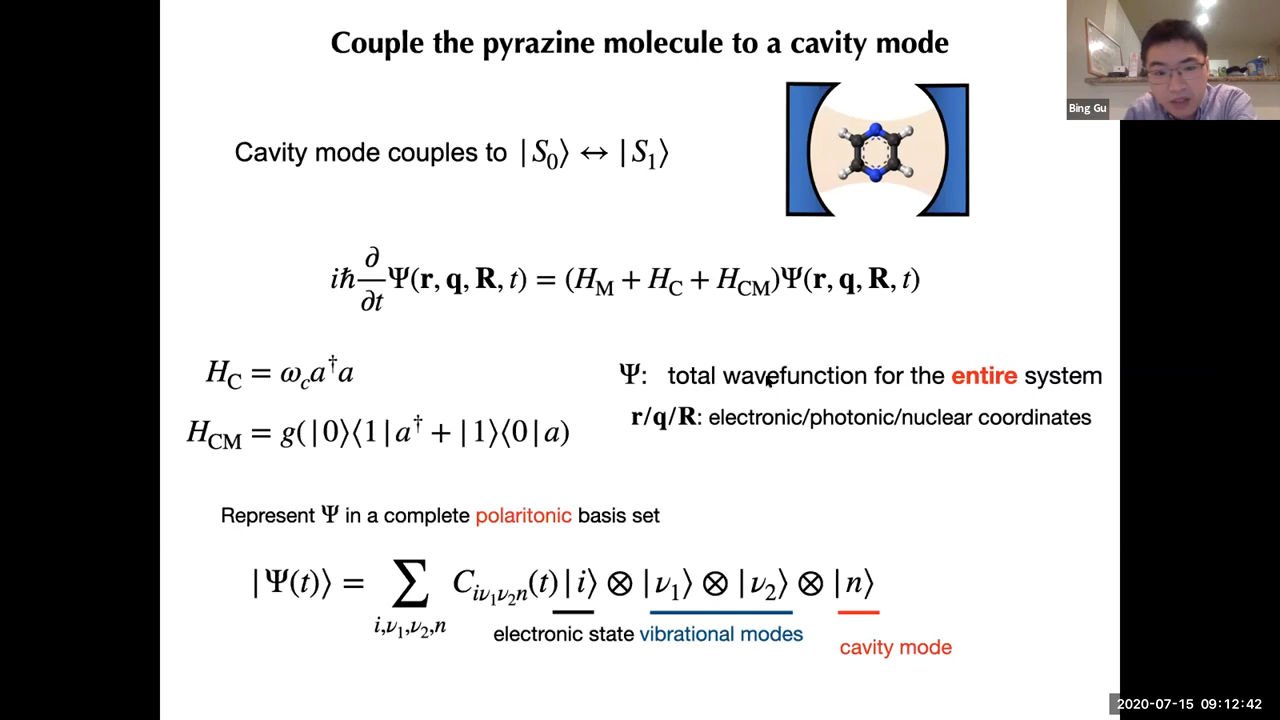 Couple the pyrazine molecule to a cavity mode
Bing Gu
Cavity mode couples to |S₀⟩ ↔ |S₁⟩
iħ ∂/∂t Ψ(r, q, R, t) = (H_M + H_C + H_CM)Ψ(r, q, R, t)
H_C = ω_c a†a
H_CM = g(|0⟩⟨1|a† + |1⟩⟨0|a)
Ψ: total wavefunction for the entire system
r/q/R: electronic/photonic/nuclear coordinates
Represent Ψ in a complete polaritonic basis set
|Ψ(t)⟩ = ∑_{i,ν₁,ν₂,n} C_{iν₁ν₂n}(t)|i⟩ ⊗ |ν₁⟩ ⊗ |ν₂⟩ ⊗ |n⟩
electronic state vibrational modes
cavity mode
2020-07-15 09:12:42